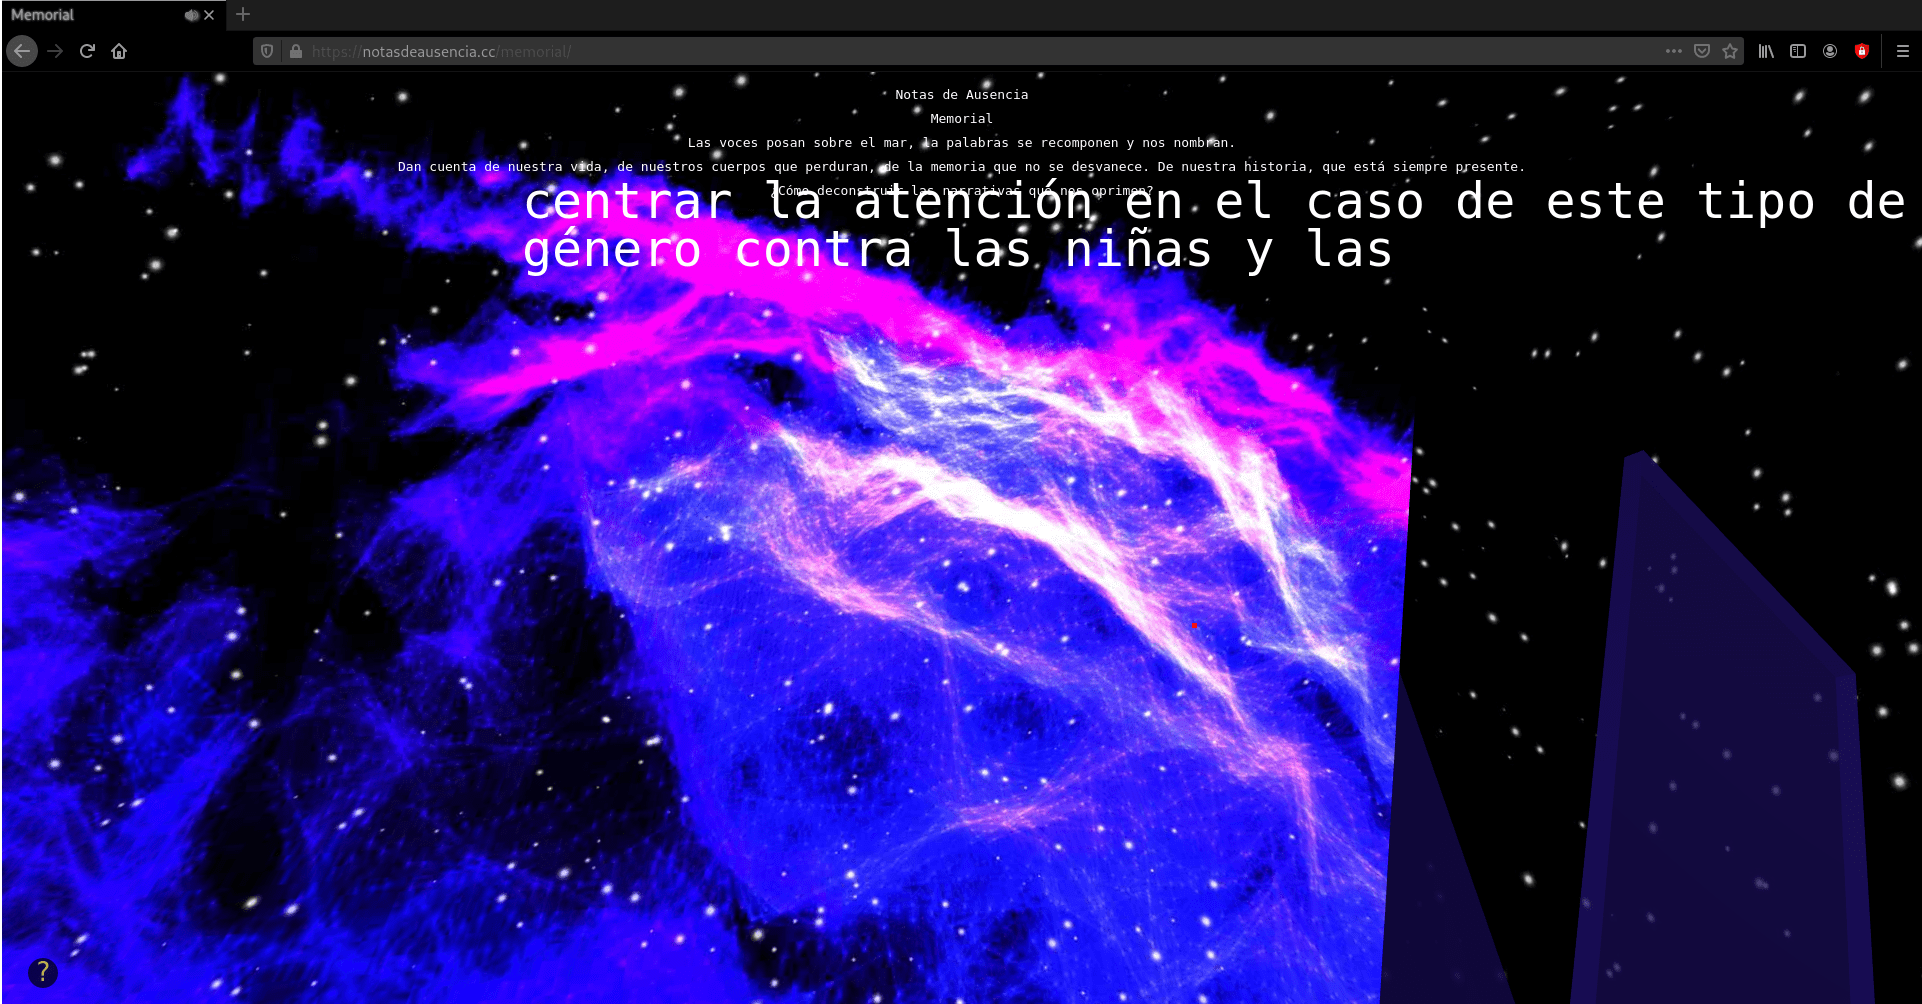 Memorial
https://notasdeausencia.cc/memorial/
Notas de Ausencia
Memorial
Las voces posan sobre el mar, la palabras se recomponen y nos nombran.
Dan cuenta de nuestra vida, de nuestros cuerpos que perduran, de la memoria que no se desvanece. De nuestra historia, que está siempre presente.
¿Cómo deconstruir las narrativas que nos oprimen?
centrar la atención en el caso de este tipo de
género contra las niñas y las
?